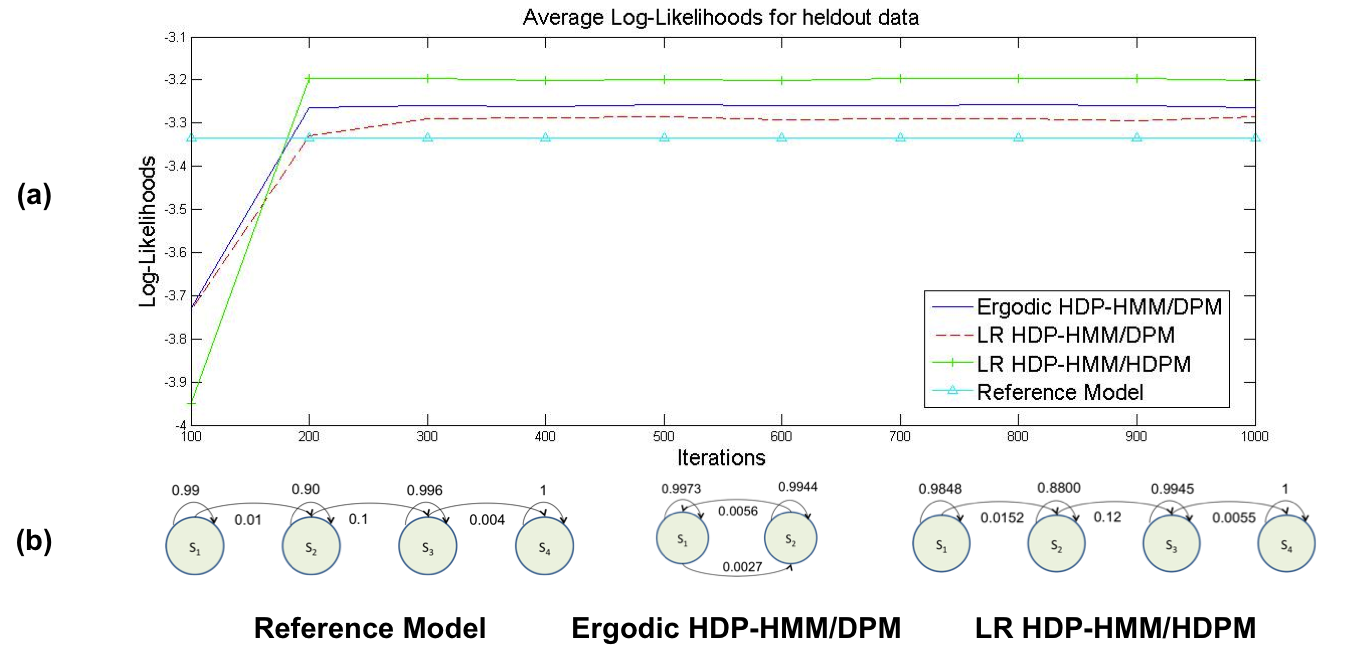 Average Log-Likelihoods for heldout data
(a)
Log-Likelihoods
-3.1
-3.2
-3.3
-3.4
-3.5
-3.6
-3.7
-3.8
-3.9
-4
100 200 300 400 500 600 700 800 900 1000
Iterations
Ergodic HDP-HMM/DPM
LR HDP-HMM/DPM
LR HDP-HMM/HDPM
Reference Model
(b)
0.99 0.90 0.996 1
0.01 0.1 0.004
S1 S2 S3 S4
Reference Model
0.9973 0.9944
0.0056
S1 S2
0.0027
Ergodic HDP-HMM/DPM
0.9848 0.8800 0.9945 1
0.0152 0.12 0.0055
S1 S2 S3 S4
LR HDP-HMM/HDPM